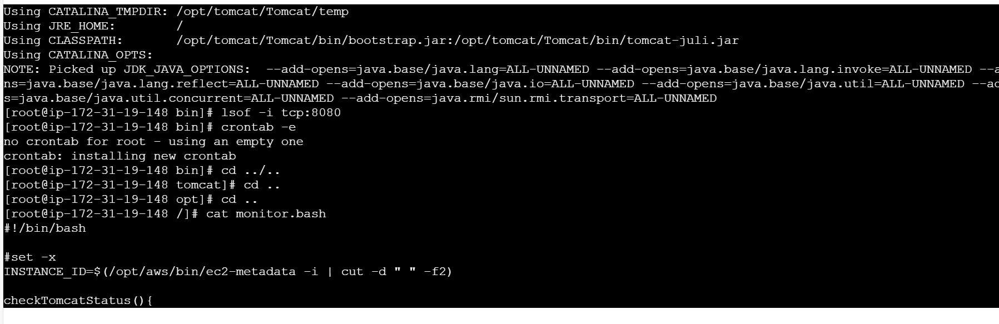 Using CATALINA_TMPDIR: /opt/tomcat/Tomcat/temp
Using JRE_HOME:        /
Using CLASSPATH:       /opt/tomcat/Tomcat/bin/bootstrap.jar:/opt/tomcat/Tomcat/bin/tomcat-juli.jar
Using CATALINA_OPTS:
NOTE: Picked up JDK_JAVA_OPTIONS:  --add-opens=java.base/java.lang=ALL-UNNAMED --add-opens=java.base/java.lang.invoke=ALL-UNNAMED --a
ns=java.base/java.lang.reflect=ALL-UNNAMED --add-opens=java.base/java.io=ALL-UNNAMED --add-opens=java.base/java.util=ALL-UNNAMED --ad
s=java.base/java.util.concurrent=ALL-UNNAMED --add-opens=java.rmi/sun.rmi.transport=ALL-UNNAMED
[root@ip-172-31-19-148 bin]# lsof -i tcp:8080
[root@ip-172-31-19-148 bin]# crontab -e
no crontab for root - using an empty one
crontab: installing new crontab
[root@ip-172-31-19-148 bin]# cd ../..
[root@ip-172-31-19-148 tomcat]# cd ..
[root@ip-172-31-19-148 opt]# cd ..
[root@ip-172-31-19-148 /]# cat monitor.bash
#!/bin/bash
#set -x
INSTANCE_ID=$(/opt/aws/bin/ec2-metadata -i | cut -d " " -f2)
checkTomcatStatus(){